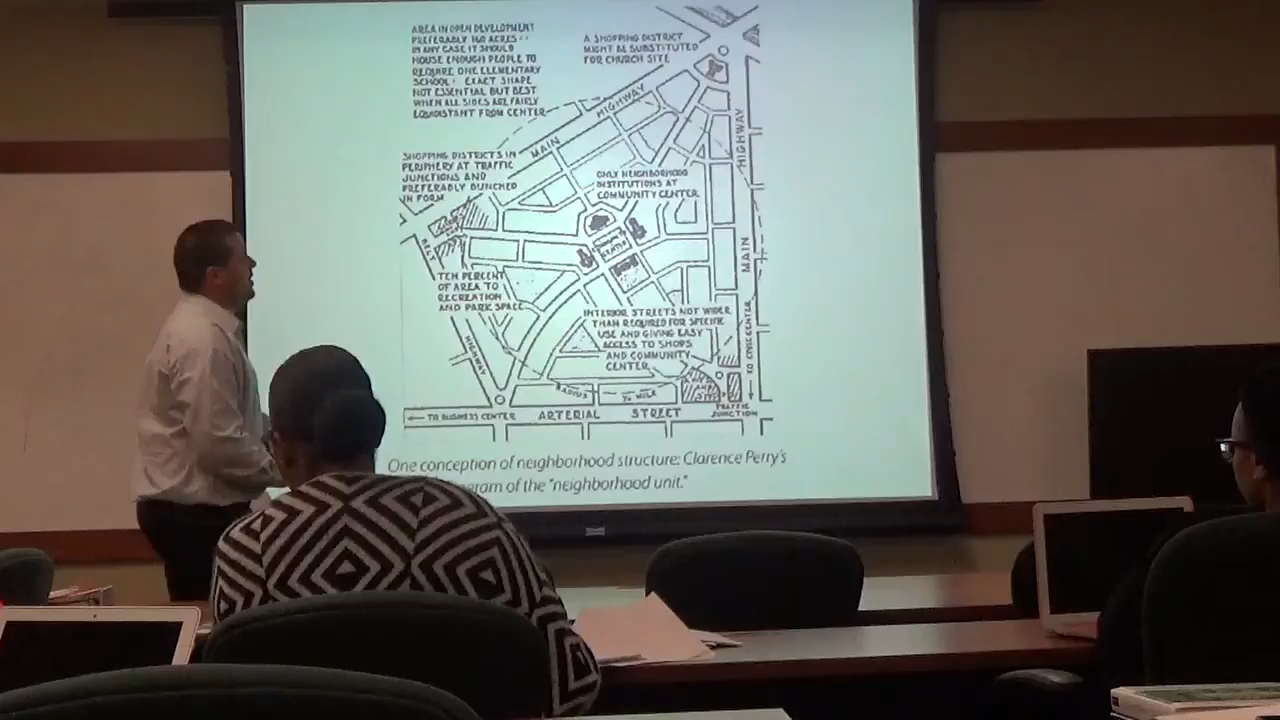 AREA IN OPEN DEVELOPMENT
PREFERABLY 160 ACRES··
IN ANY CASE IT SHOULD
HOUSE ENOUGH PEOPLE TO
REQUIRE ONE ELEMENTARY
SCHOOL· EXACT SHAPE
NOT ESSENTIAL BUT BEST
WHEN ALL SIDES ARE FAIRLY
EQUIDISTANT FROM CENTER
A SHOPPING DISTRICT
MIGHT BE SUBSTITUTED
FOR CHURCH SITE
MAIN HIGHWAY
HIGHWAY
SHOPPING DISTRICTS IN
PERIPHERY AT TRAFFIC
JUNCTIONS AND
PREFERABLY BUNCHED
IN FORM
ONLY NEIGHBORHOOD
INSTITUTIONS AT
COMMUNITY CENTER
MAIN
TEN PERCENT
OF AREA TO
RECREATION
AND PARK SPACE
INTERIOR STREETS NOT WIDER
THAN REQUIRED FOR SPECIFIC
USE AND GIVING EASY
ACCESS TO SHOPS
AND COMMUNITY
CENTER
HIGHWAY
TO CIVIC CENTER
RADIUS
MILE
TO BUSINESS CENTER
ARTERIAL STREET
TRAFFIC
JUNCTION
One conception of neighborhood structure: Clarence Perry's
of the "neighborhood unit."